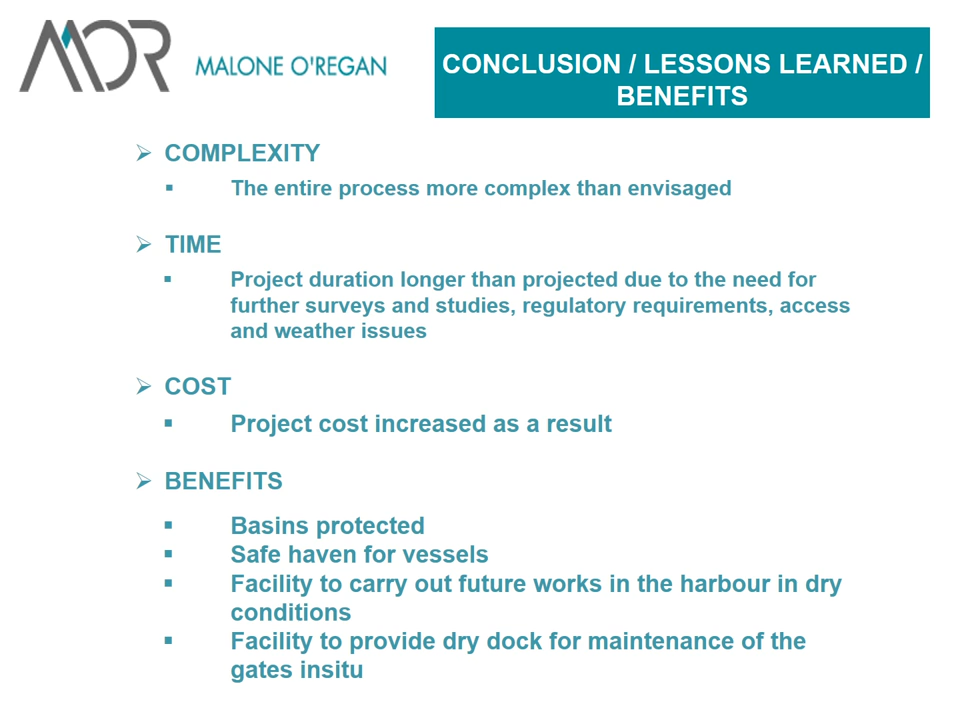 MOR
MALONE O'REGAN
CONCLUSION / LESSONS LEARNED /
BENEFITS
COMPLEXITY
The entire process more complex than envisaged
TIME
Project duration longer than projected due to the need for
further surveys and studies, regulatory requirements, access
and weather issues
COST
Project cost increased as a result
BENEFITS
Basins protected
Safe haven for vessels
Facility to carry out future works in the harbour in dry
conditions
Facility to provide dry dock for maintenance of the
gates insitu